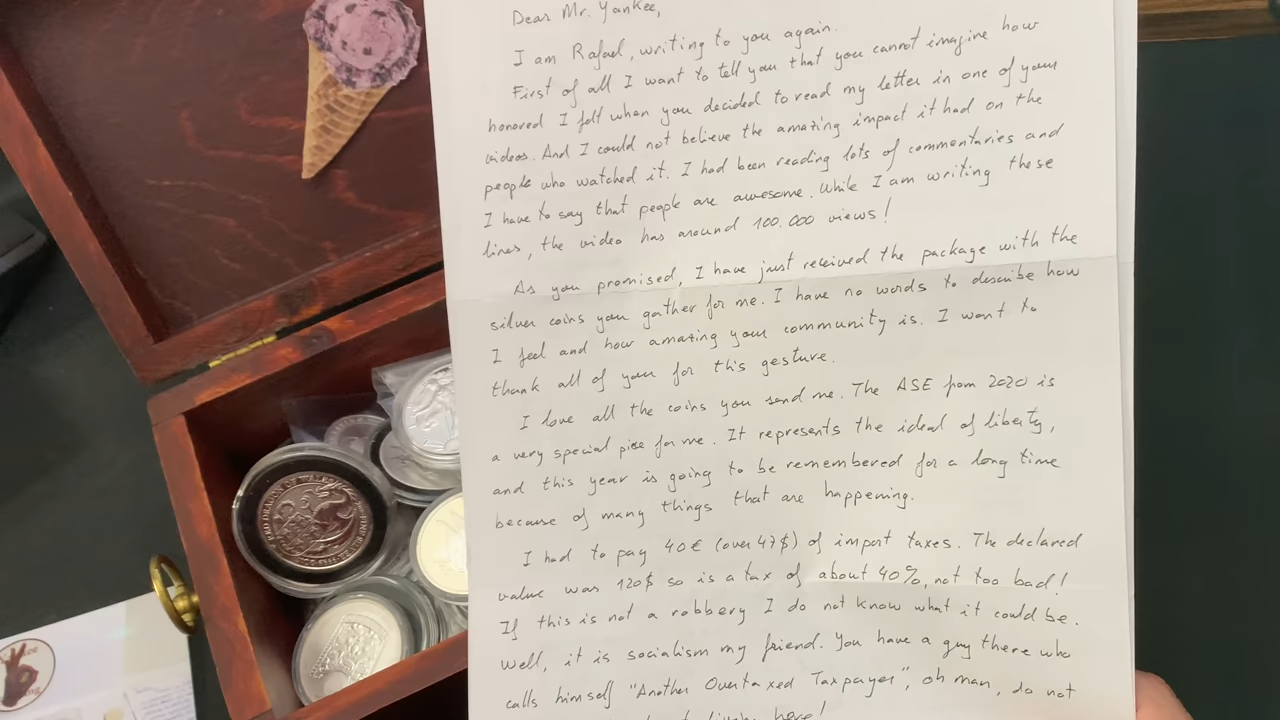 Dear Mr. Yankee,
I am Rafael, writing to you again.
First of all I want to tell you that you cannot imagine how
honored I felt when you decided to read my letter in one of your
videos. And I could not believe the amazing impact it had on the
people who watched it. I had been reading lots of commentaries and
I have to say that people are awesome. While I am writing these
lines, the video has around 100.000 views!
As you promised, I have just received the package with the
silver coins you gather for me. I have no words to describe how
I feel and how amazing your community is. I want to
thank all of you for this gesture.
I love all the coins you send me. The ASE from 2020 is
a very special piece for me. It represents the ideal of liberty,
and this year is going to be remembered for a long time
because of many things that are happening.
I had to pay 40€ (over 47$) of import taxes. The declared
value was 120$ so is a tax of about 40%, not too bad!
If this is not a robbery I do not know what it could be.
Well, it is socialism my friend. You have a guy there who
calls himself "Another Overtaxed Taxpayer", oh man, do not
here!
DRAGON OF WALES